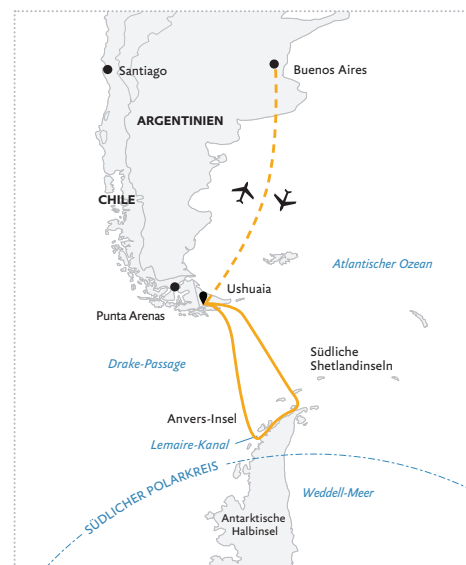 Santiago
Buenos Aires
ARGENTINIEN
CHILE
Atlantischer Ozean
Ushuaia
Punta Arenas
Südliche
Shetlandinseln
Drake-Passage
Anvers-Insel
Lemaire-Kanal
SÜDLICHER POLARKREIS
Weddell-Meer
Antarktische
Halbinsel